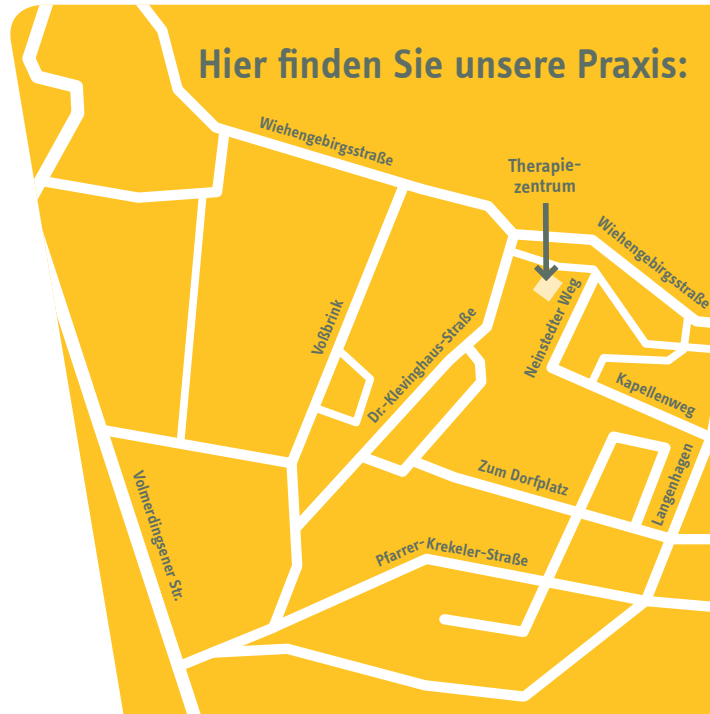 Hier finden Sie unsere Praxis:
Wiehengebirgsstraße
Therapie-
zentrum
Wiehengebirgsstraße
Neinstedter Weg
Voßbrink
Dr.-Klevinghaus-Straße
Kapellenweg
Langenhagen
Zum Dorfplatz
Volmerdingsener Str.
Pfarrer-Krekeler-Straße